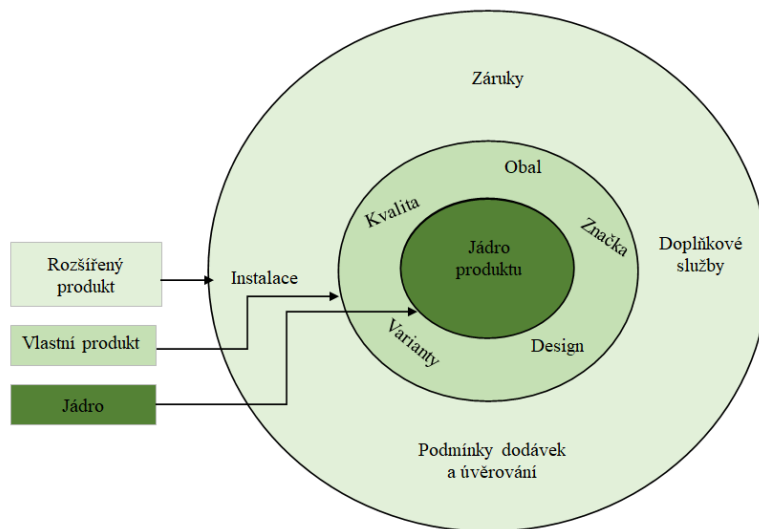 Záruky
Obal
Kvalita
Značka
Jádro
produktu
Doplňkové
služby
Rozšířený
produkt
Instalace
Vlastní produkt
Varianty
Design
Jádro
Podmínky dodávek
a úvěrování